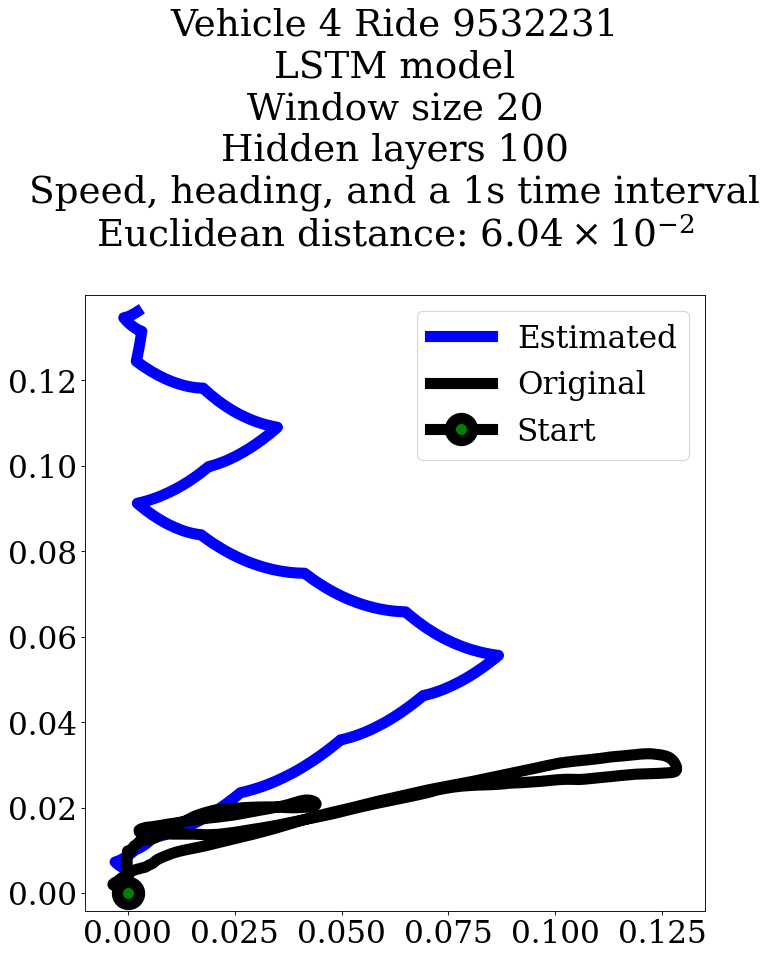 Vehicle 4 Ride 9532231
LSTM model
Window size 20
Hidden layers 100
Speed, heading, and a 1s time interval
Euclidean distance: 6.04 × 10⁻²
Estimated
Original
Start
0.12
0.10
0.08
0.06
0.04
0.02
0.00
0.000 0.025 0.050 0.075 0.100 0.125